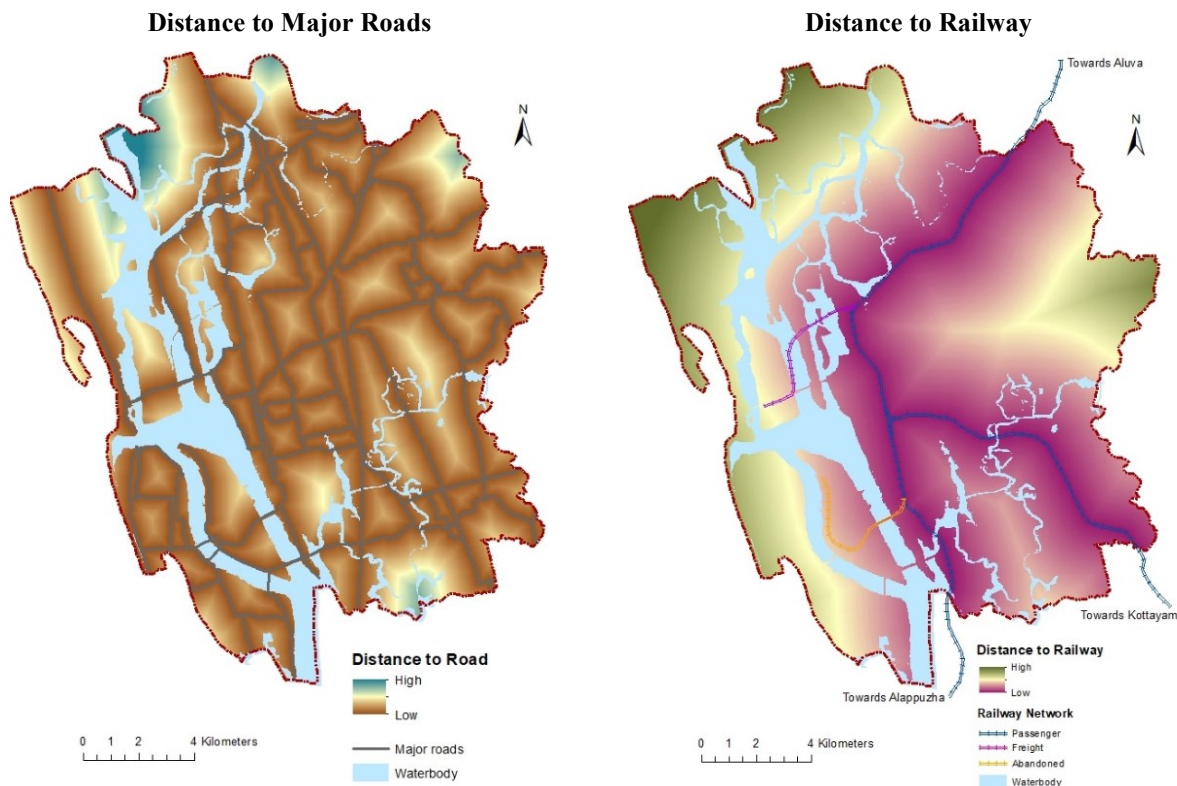 Distance to Major Roads
N
Distance to Road
High
Low
0 1 2 4 Kilometers
Major roads
Waterbody
Distance to Railway
Towards Aluva
N
Towards Kottayam
Towards Alappuzha
Distance to Railway
High
Low
Railway Network
Passenger
Freight
Abandoned
Waterbody
0 1 2 4 Kilometers